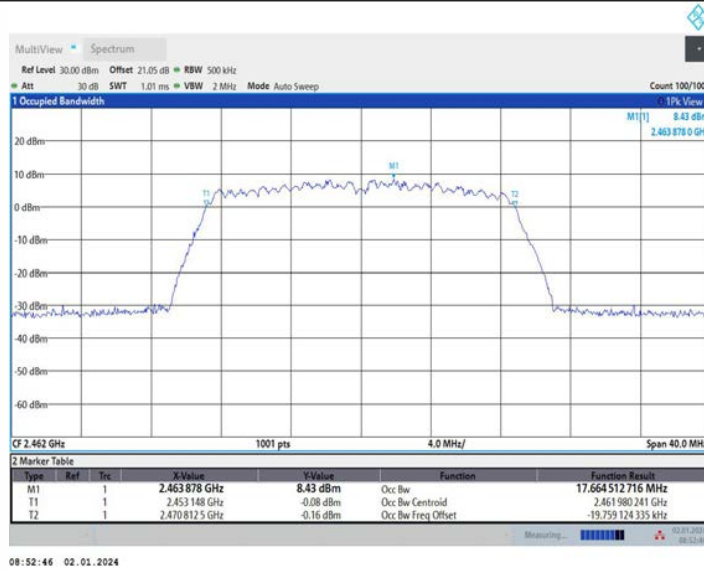 MultiView Spectrum
Ref Level 30.00 dBm Offset 21.05 dB RBW 500 kHz
Att 30 dB SWT 1.01 ms VBW 2 MHz Mode Auto Sweep Count 100/100
1 Occupied Bandwidth 1Pk View
M1[1] 8.43 dBm
2.463 878 0 GH
20 dBm
M1
10 dBm
T1 T2
0 dBm
-10 dBm
-20 dBm
-30 dBm
-40 dBm
-50 dBm
-60 dBm
CF 2.462 GHz 1001 pts 4.0 MHz/ Span 40.0 MHz
2 Marker Table
Type Ref Trc X-Value Y-Value Function Function Result
M1 1 2.463 878 GHz 8.43 dBm Occ Bw 17.664 512 716 MHz
T1 1 2.453 148 GHz -0.08 dBm Occ Bw Centroid 2.461 980 241 GHz
T2 1 2.470 812 5 GHz -0.16 dBm Occ Bw Freq Offset -19.759 124 335 kHz
Measuring...
08:52:46 02.01.2024